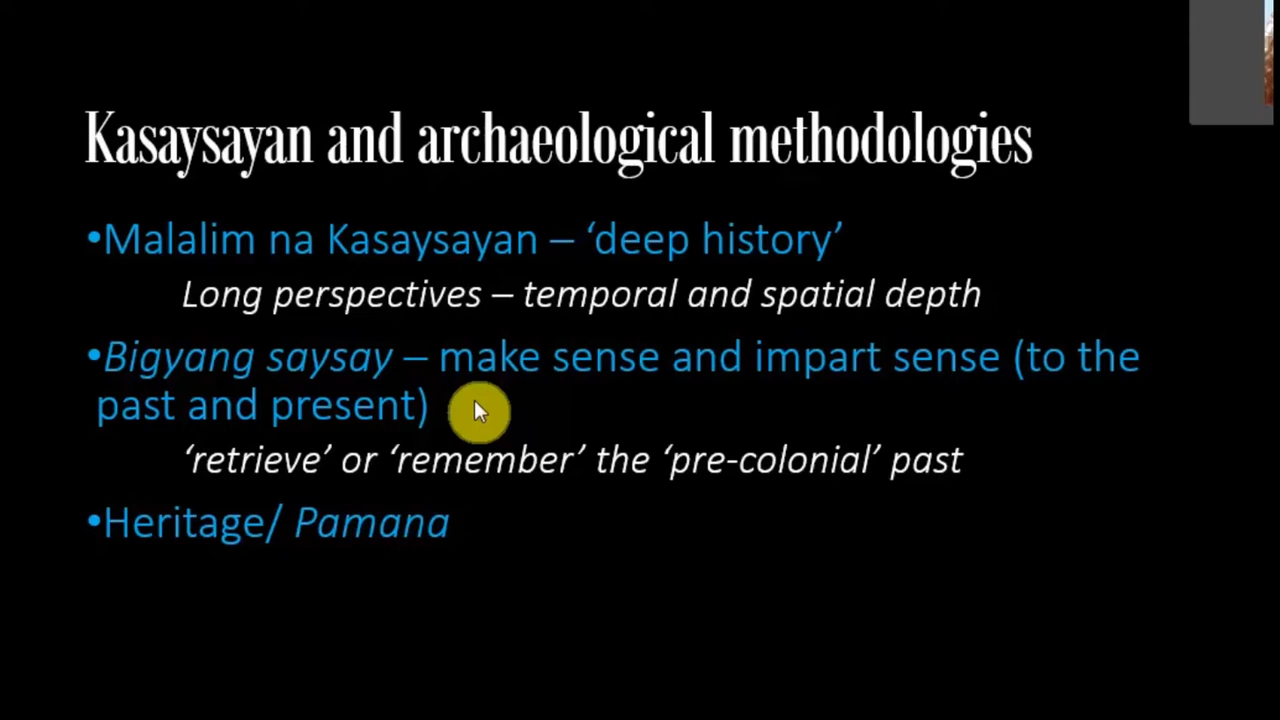 Kasaysayan and archaeological methodologies
•Malalim na Kasaysayan – ‘deep history’
Long perspectives – temporal and spatial depth
•Bigyang saysay – make sense and impart sense (to the
past and present)
‘retrieve’ or ‘remember’ the ‘pre-colonial’ past
•Heritage/ Pamana